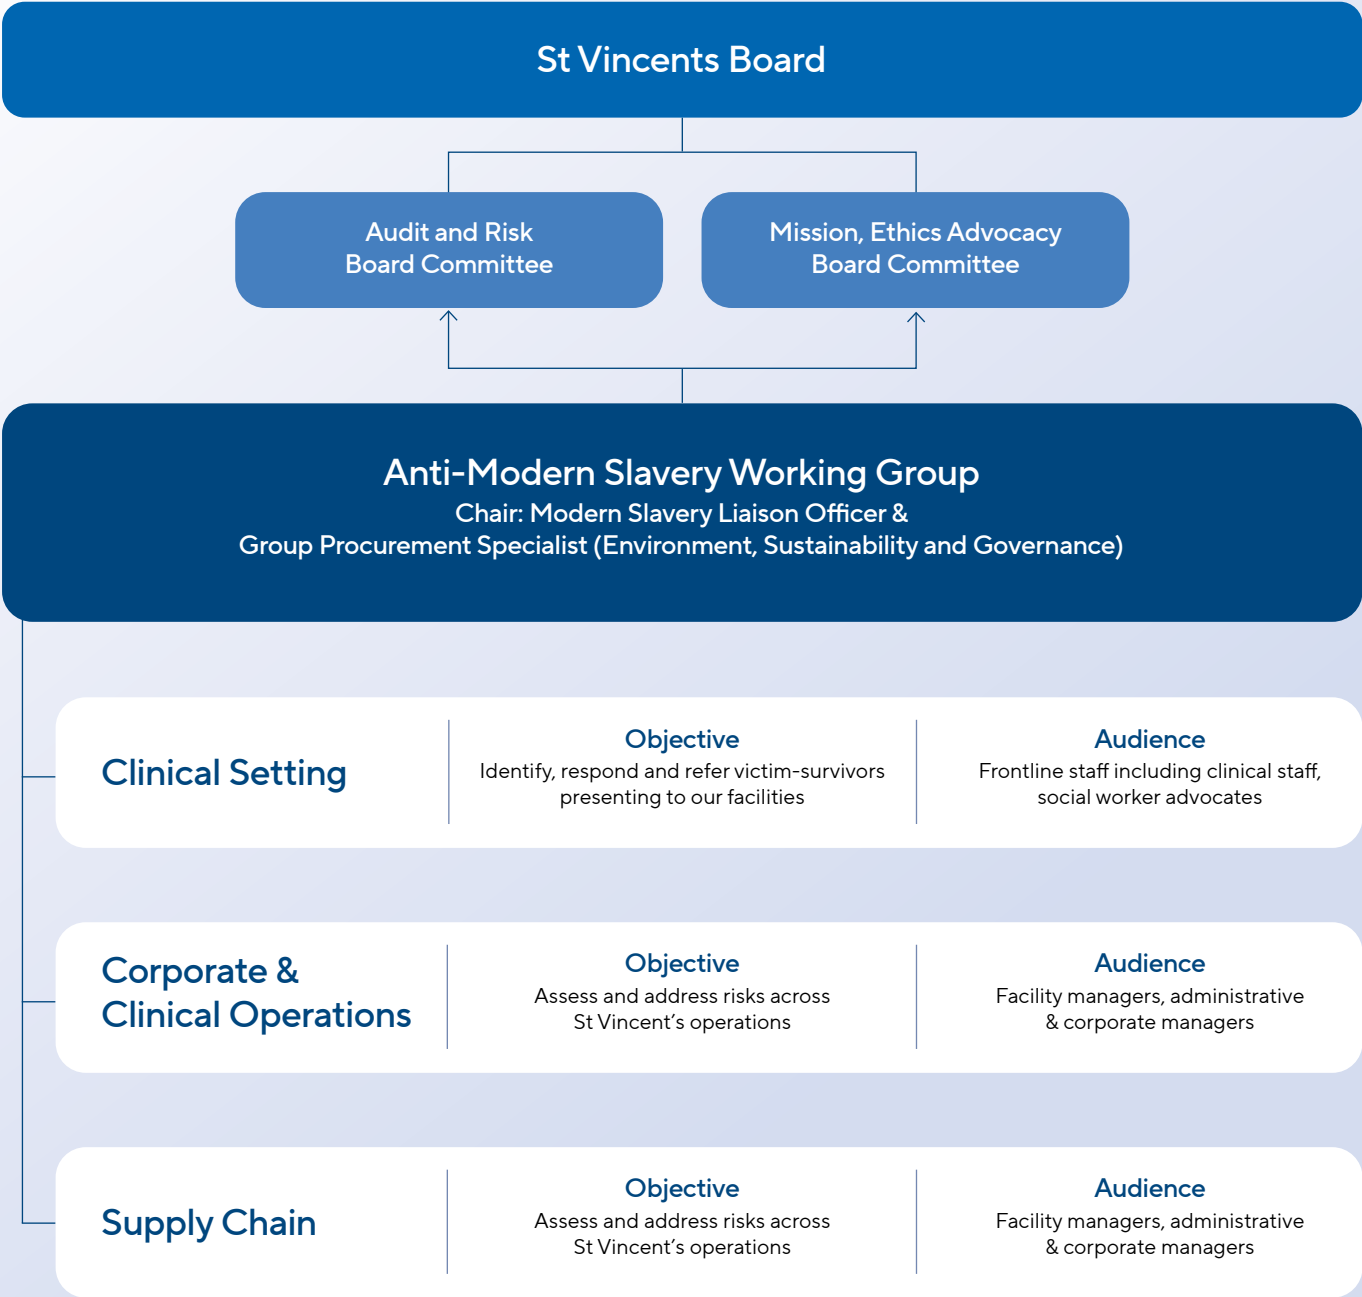 St Vincents Board
Audit and Risk
Board Committee
Mission, Ethics Advocacy
Board Committee
Anti-Modern Slavery Working Group
Chair: Modern Slavery Liaison Officer &
Group Procurement Specialist (Environment, Sustainability and Governance)
Clinical Setting
Objective
Identify, respond and refer victim-survivors
presenting to our facilities
Audience
Frontline staff including clinical staff,
social worker advocates
Corporate &
Clinical Operations
Objective
Assess and address risks across
St Vincent’s operations
Audience
Facility managers, administrative
& corporate managers
Supply Chain
Objective
Assess and address risks across
St Vincent’s operations
Audience
Facility managers, administrative
& corporate managers